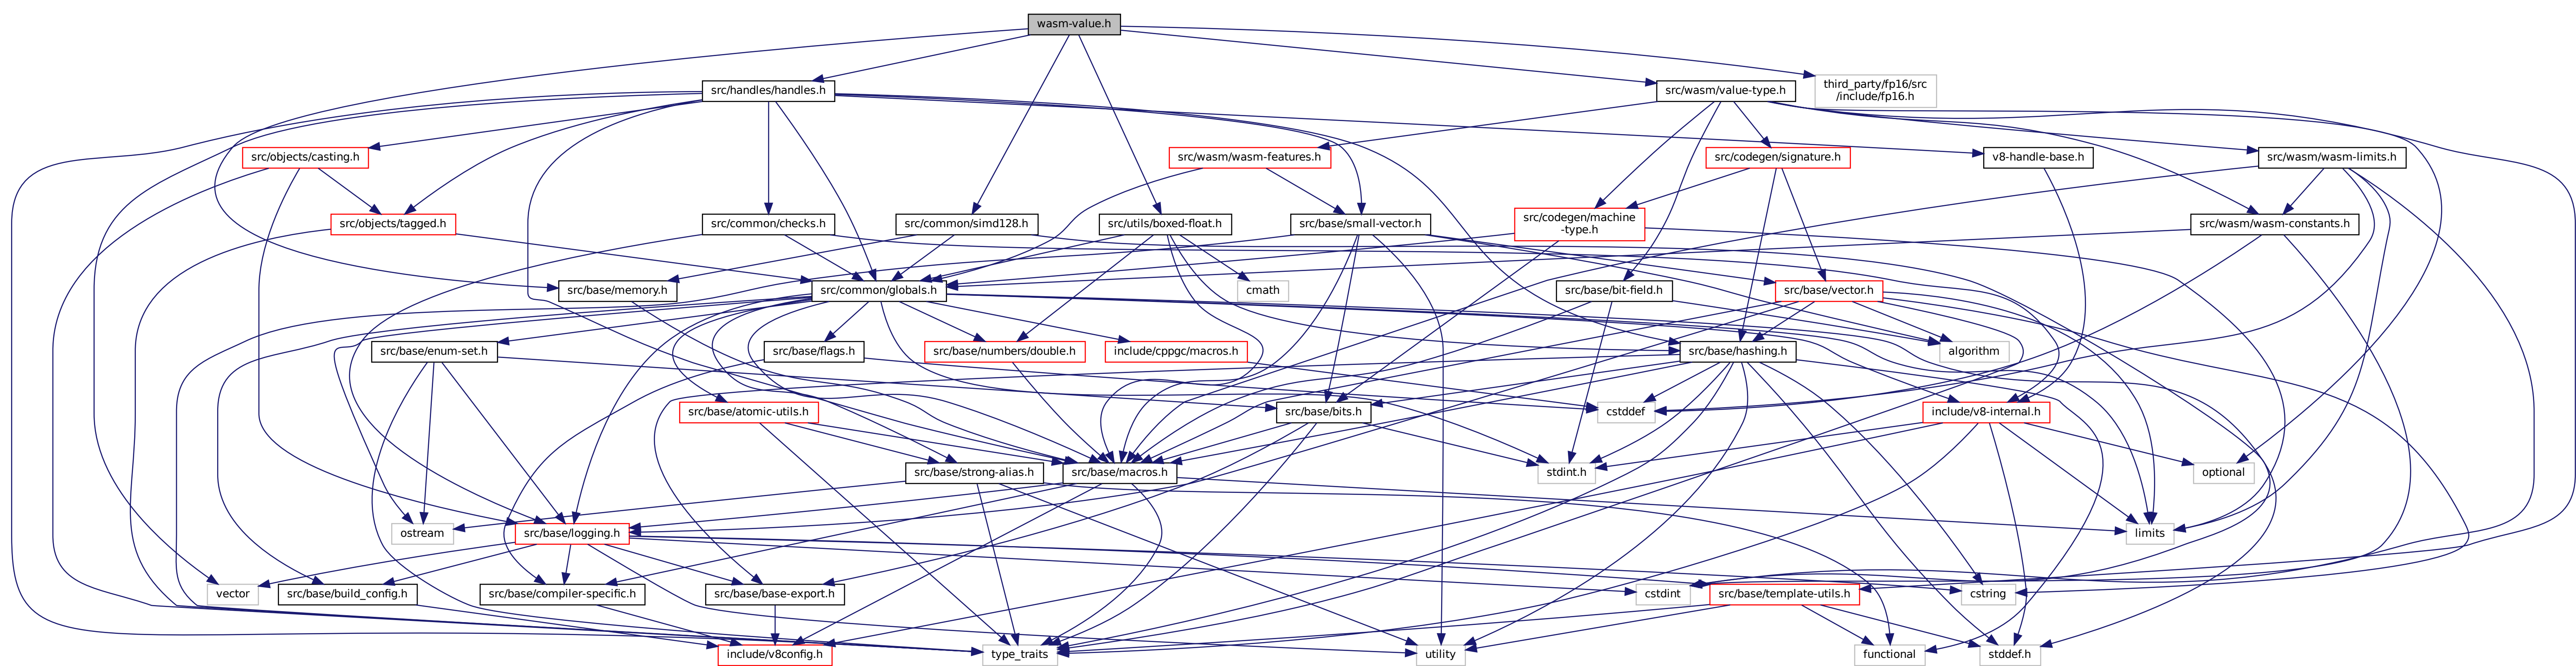 wasm-value.h
src/handles/handles.h
src/wasm/value-type.h
third_party/fp16/src
/include/fp16.h
src/objects/casting.h
src/wasm/wasm-features.h
src/codegen/signature.h
v8-handle-base.h
src/wasm/wasm-limits.h
src/objects/tagged.h
src/common/checks.h
src/common/simd128.h
src/utils/boxed-float.h
src/base/small-vector.h
src/codegen/machine
-type.h
src/wasm/wasm-constants.h
src/base/memory.h
src/common/globals.h
cmath
src/base/bit-field.h
src/base/vector.h
src/base/enum-set.h
src/base/flags.h
src/base/numbers/double.h
include/cppgc/macros.h
src/base/hashing.h
algorithm
src/base/atomic-utils.h
src/base/bits.h
cstddef
include/v8-internal.h
src/base/strong-alias.h
src/base/macros.h
stdint.h
optional
ostream
src/base/logging.h
limits
vector
src/base/build_config.h
src/base/compiler-specific.h
src/base/base-export.h
cstdint
src/base/template-utils.h
cstring
include/v8config.h
type_traits
utility
functional
stddef.h